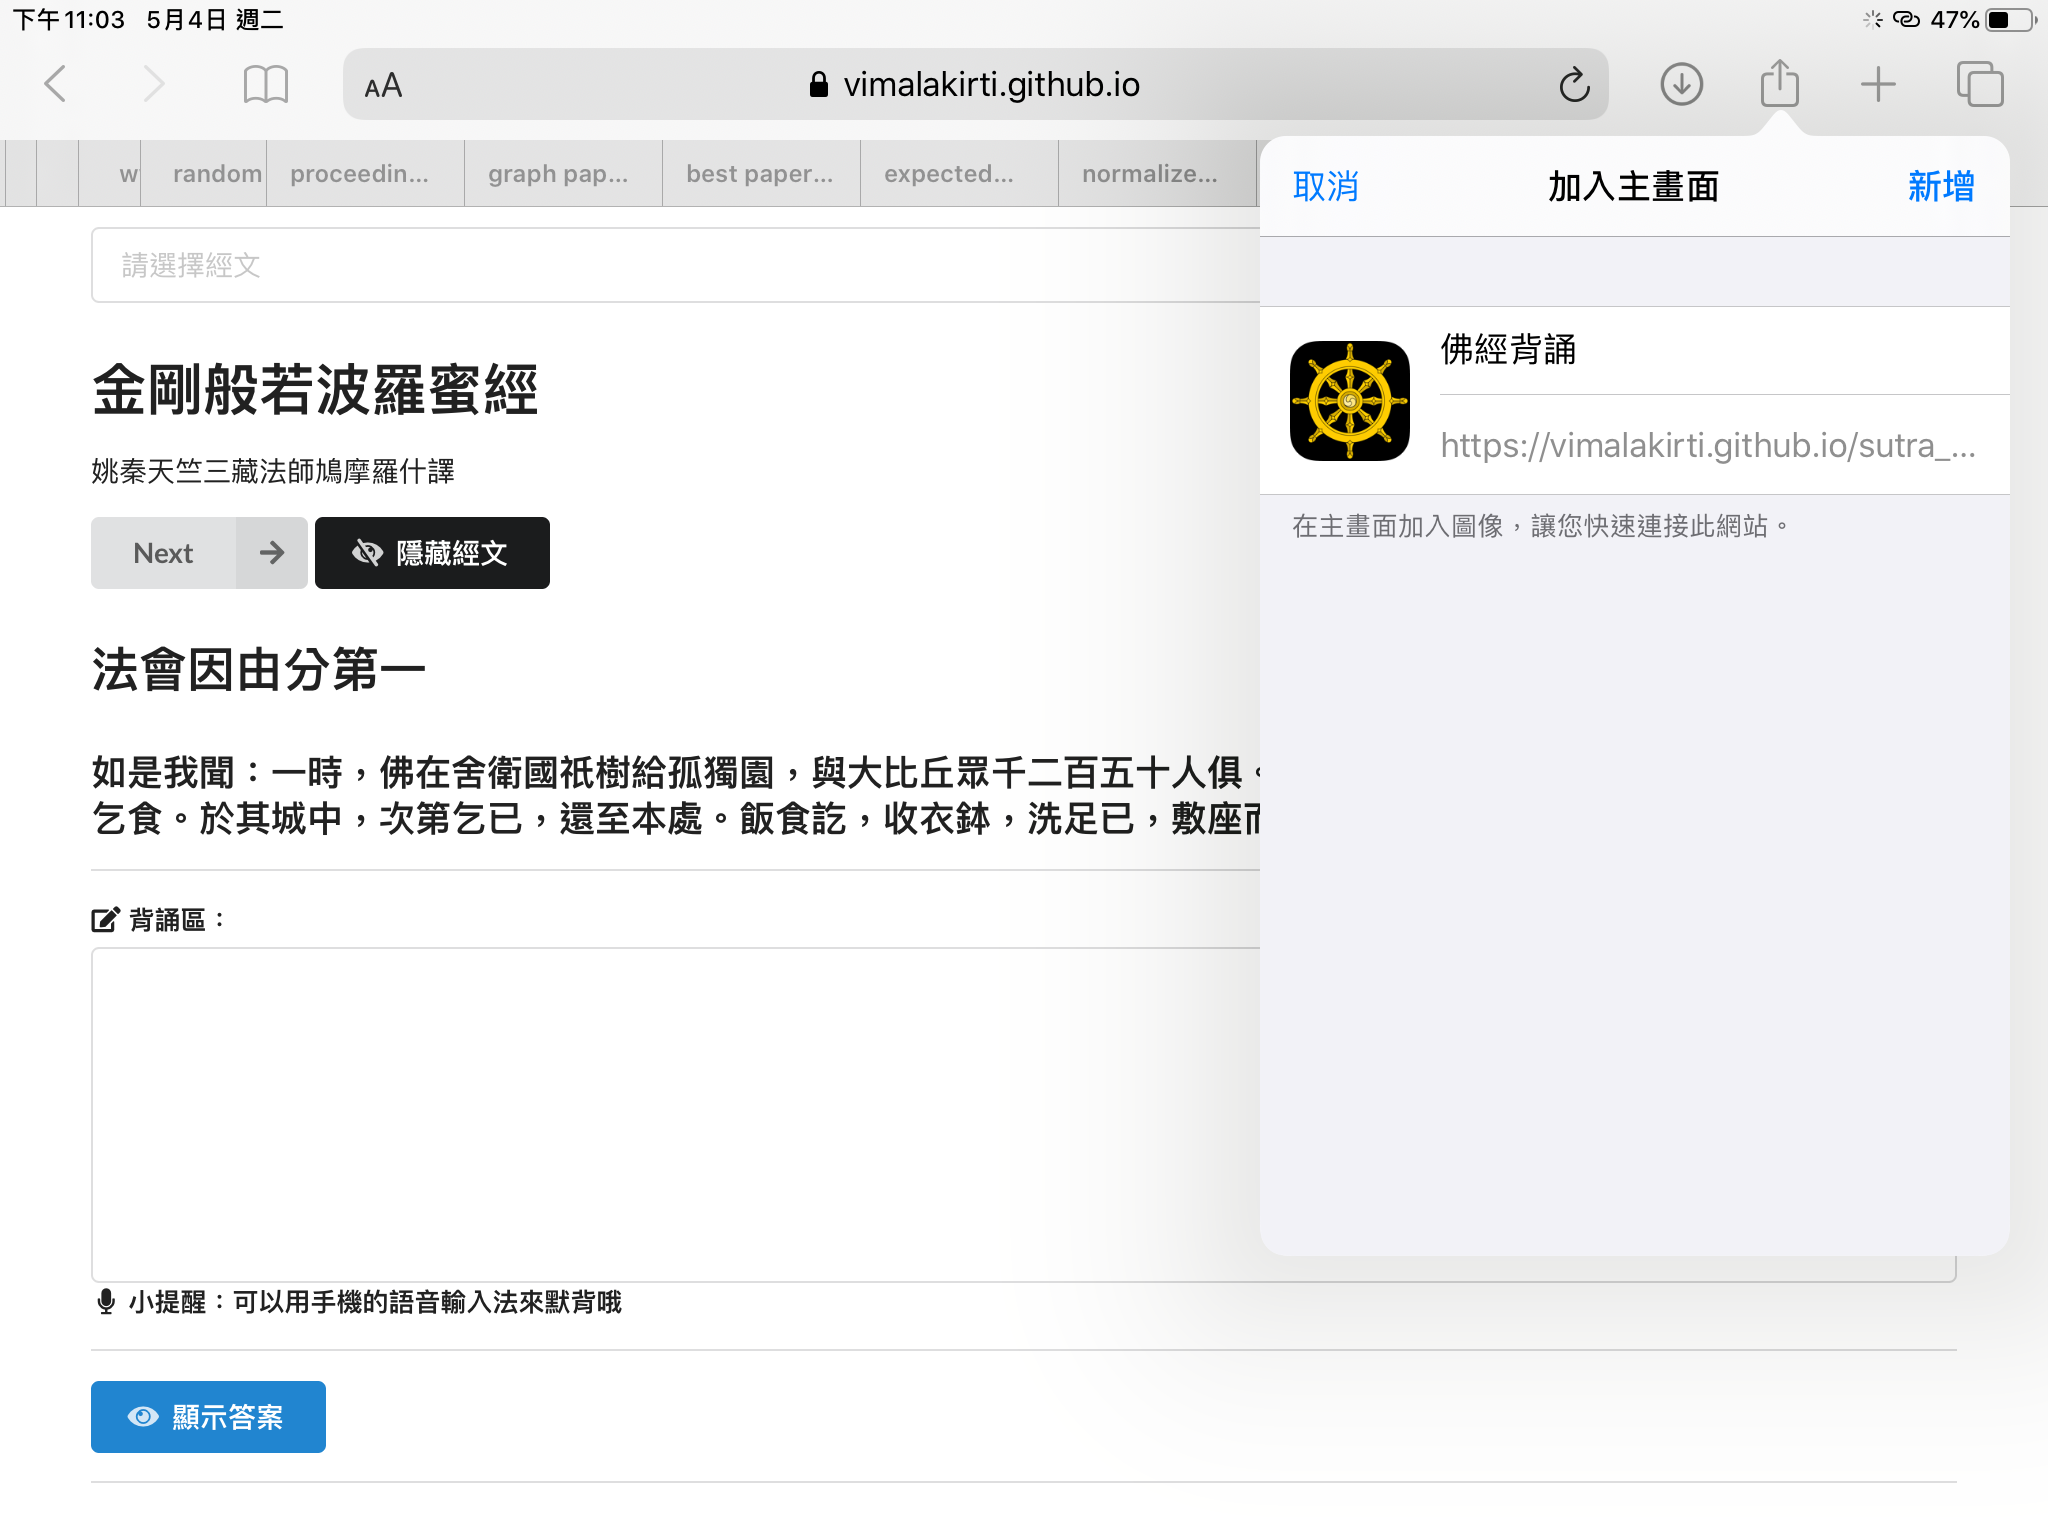 下午11:03 5月4日 週二
47%
AA
vimalakirti.github.io
w
random
proceedin...
graph pap...
best paper...
expected...
normalize...
取消
加入主畫面
新增
佛經背誦
https://vimalakirti.github.io/sutra_...
在主畫面加入圖像，讓您快速連接此網站。
請選擇經文
金剛般若波羅蜜經
姚秦天竺三藏法師鳩摩羅什譯
Next
隱藏經文
法會因由分第一
如是我聞：一時，佛在舍衛國祇樹給孤獨園，與大比丘眾千二百五十人俱。
乞食。於其城中，次第乞已，還至本處。飯食訖，收衣鉢，洗足已，敷座
背誦區：
小提醒：可以用手機的語音輸入法來默背哦
顯示答案